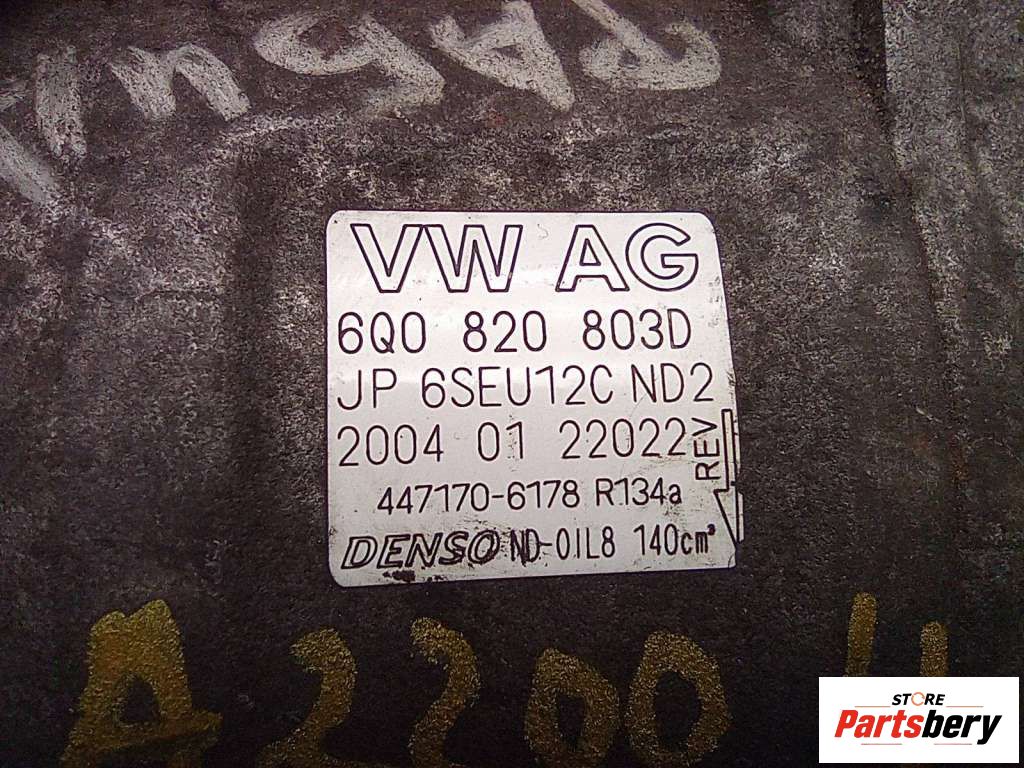 VW AG
6Q0 820 803D
JP 6SEU12C ND2
2004 01 22022
REV
447170-6178 R134a
DENSO ND-OIL8 140cm³
A2200
STORE
Partsbery